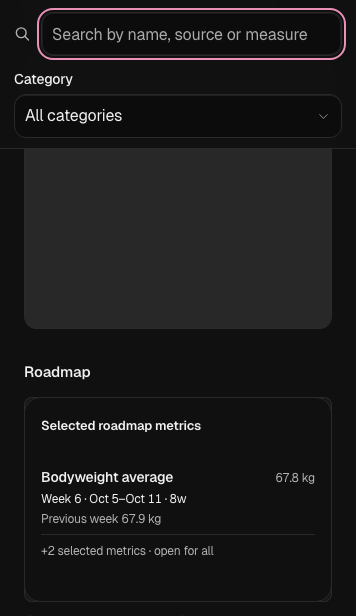 Search by name, source or measure
Category
All categories
Roadmap
Selected roadmap metrics
Bodyweight average 67.8 kg
Week 6 · Oct 5–Oct 11 · 8w
Previous week 67.9 kg
+2 selected metrics · open for all